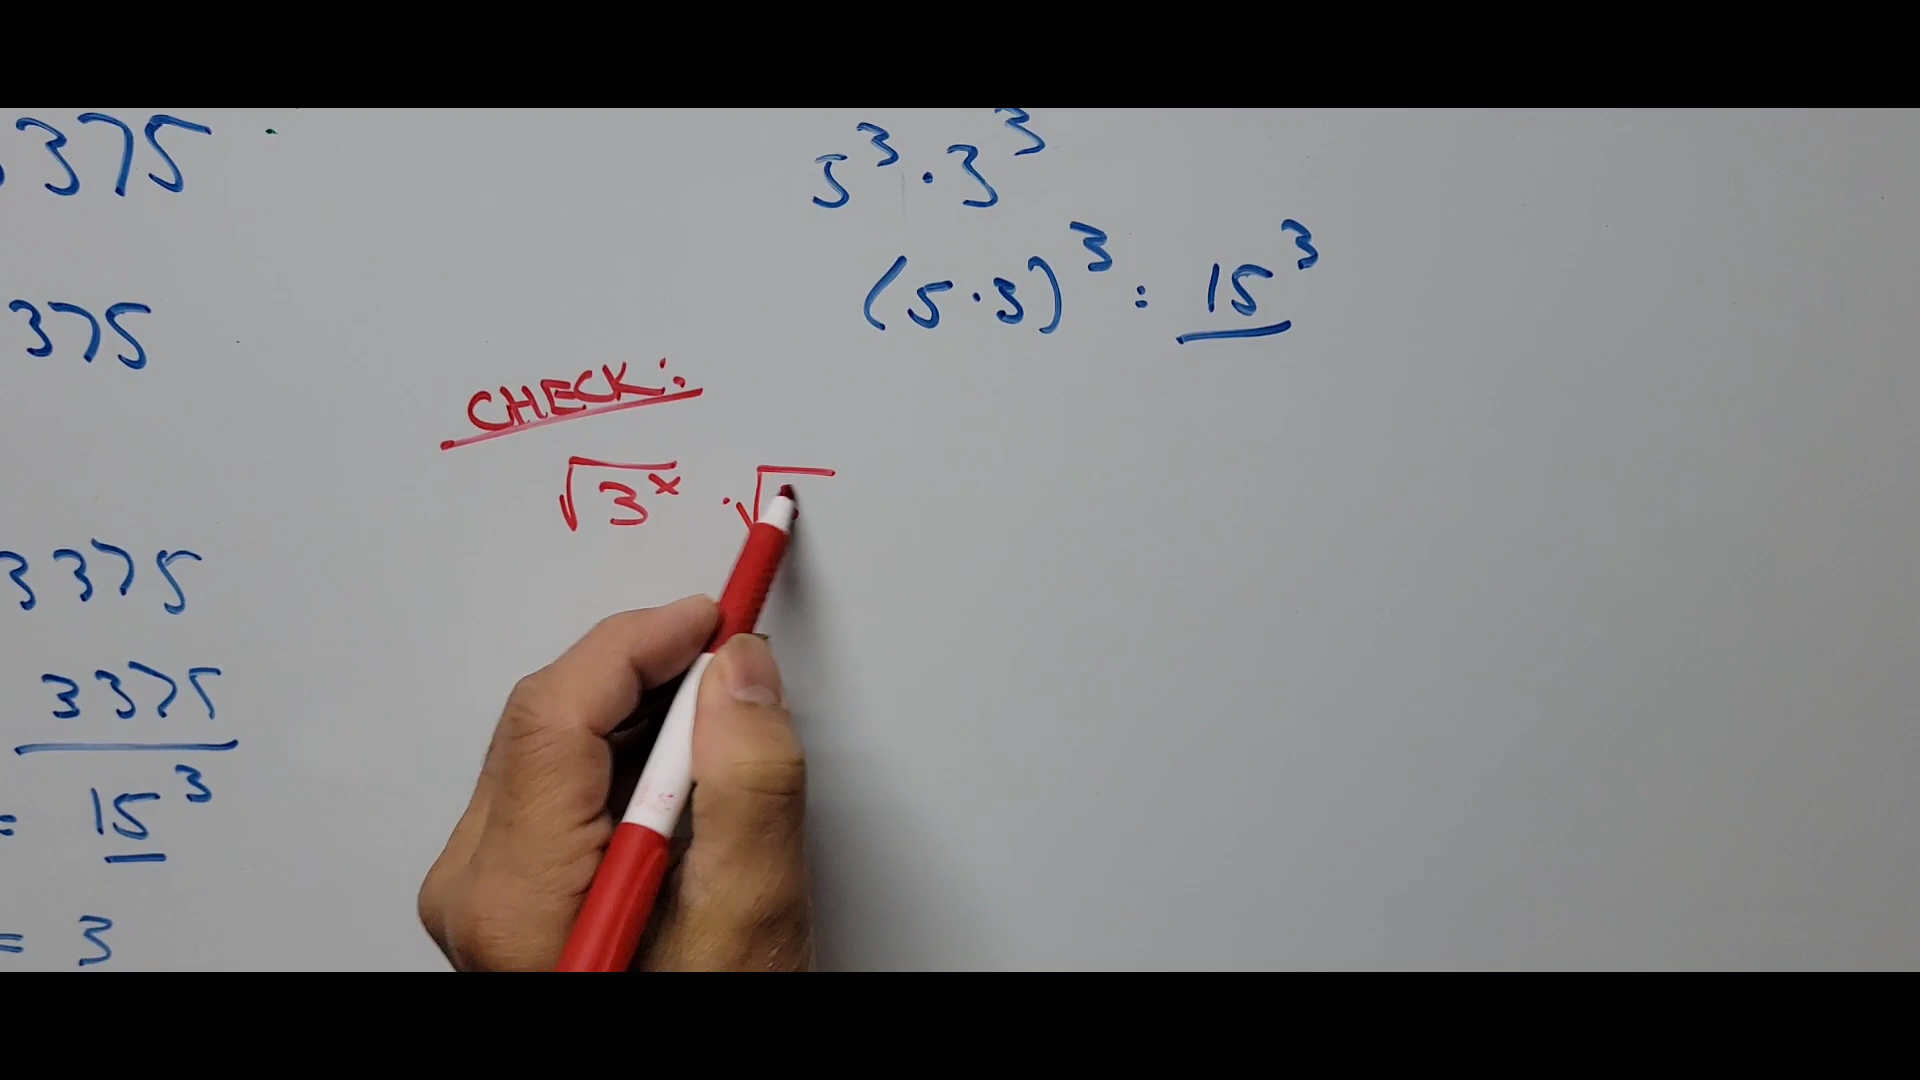 3375
5³·3³
(5·3)³ = 15³
375
CHECK:
√3ˣ ·√
3375
3375
= 15³
= 3